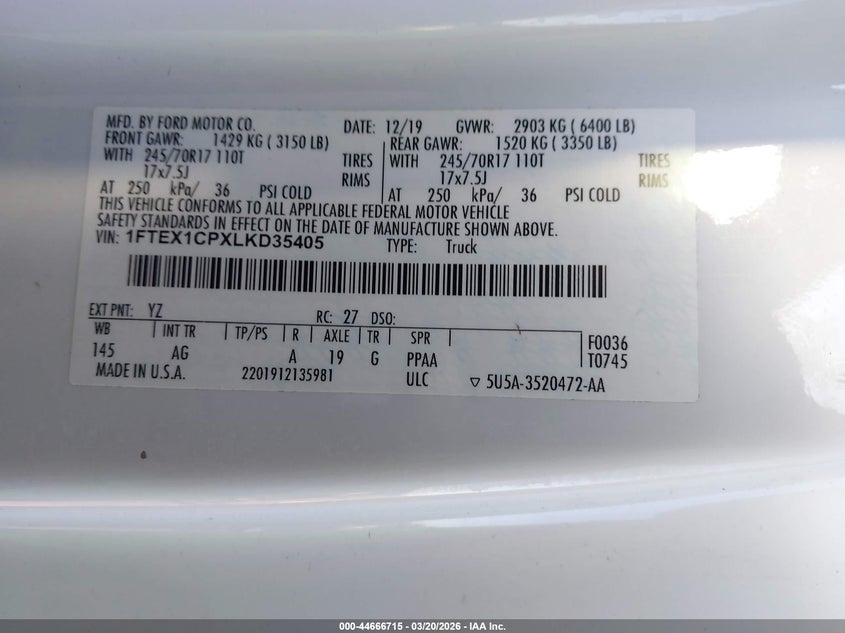 MFD. BY FORD MOTOR CO. DATE: 12/19 GVWR: 2903 KG ( 6400 LB)
FRONT GAWR: 1429 KG ( 3150 LB) REAR GAWR: 1520 KG ( 3350 LB)
WITH 245/70R17 110T TIRES WITH 245/70R17 110T TIRES
17x7.5J RIMS 17x7.5J RIMS
AT 250 kPa/ 36 PSI COLD AT 250 kPa/ 36 PSI COLD
THIS VEHICLE CONFORMS TO ALL APPLICABLE FEDERAL MOTOR VEHICLE
SAFETY STANDARDS IN EFFECT ON THE DATE OF MANUFACTURE SHOWN ABOVE.
VIN: 1FTEX1CPXLKD35405 TYPE: Truck
EXT PNT: YZ RC: 27 DSO:
WB INT TR TP/PS R AXLE TR SPR F0036
145 AG A 19 G PPAA T0745
MADE IN U.S.A. 2201912135981 ULC ▽ 5U5A-3520472-AA
000-44666715 - 03/20/2026 - IAA Inc.